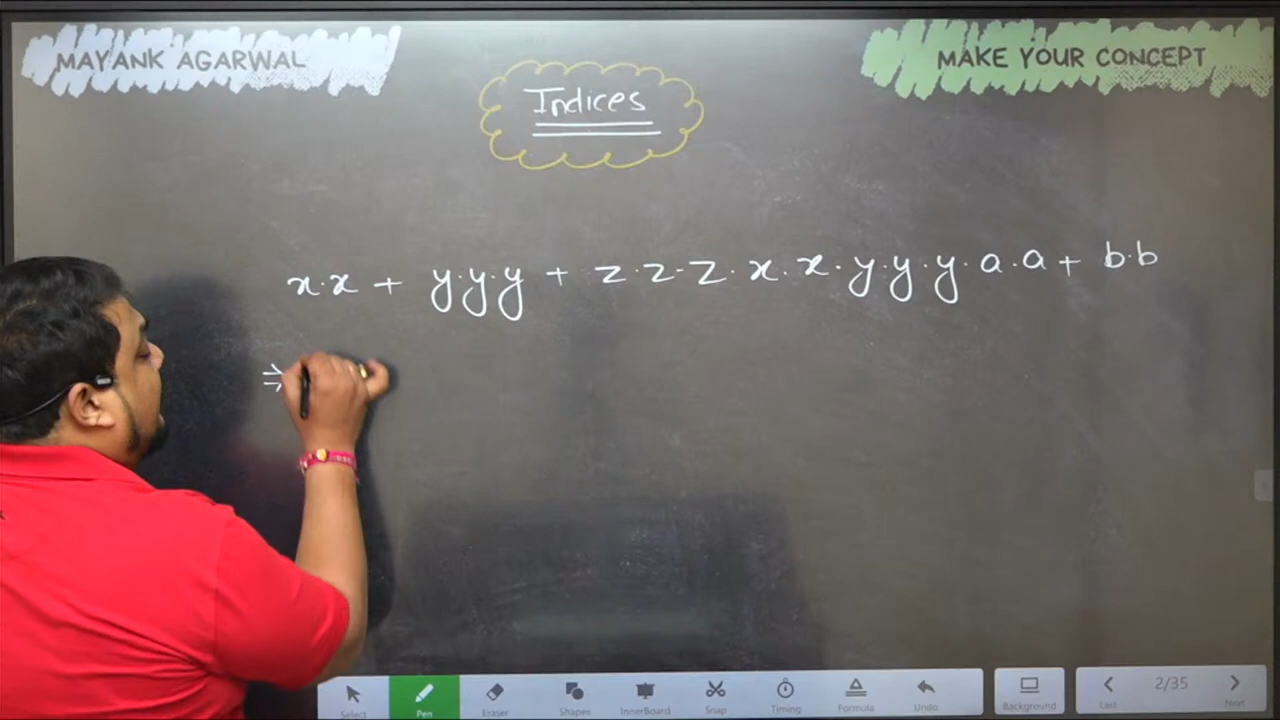 MAYANK AGARWAL
MAKE YOUR CONCEPT
Indices
x·x + y·y·y + z·z·z·x·x·y·y·y·a·a + b·b
⇒
Select
Pen
Eraser
Shapes
InnerBoard
Snap
Timing
Formula
Undo
Background
Last
2/35
Next